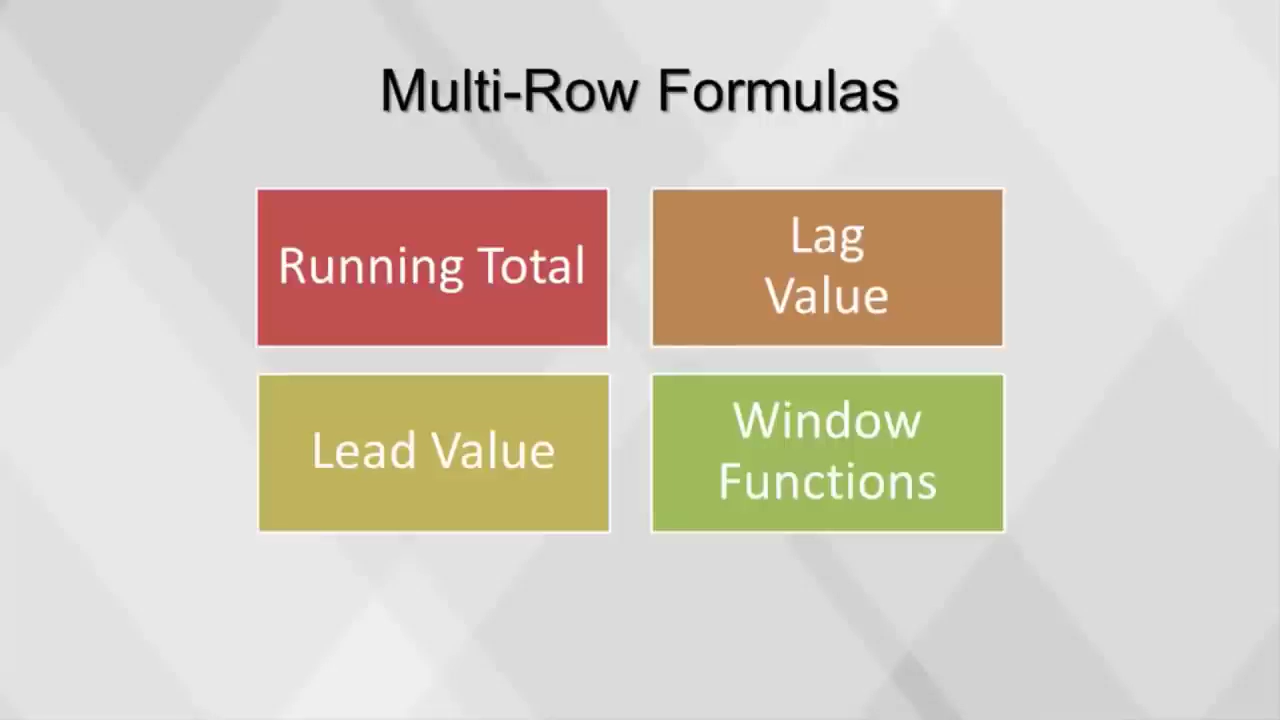 Multi-Row Formulas
Running Total
Lag
Value
Lead Value
Window
Functions